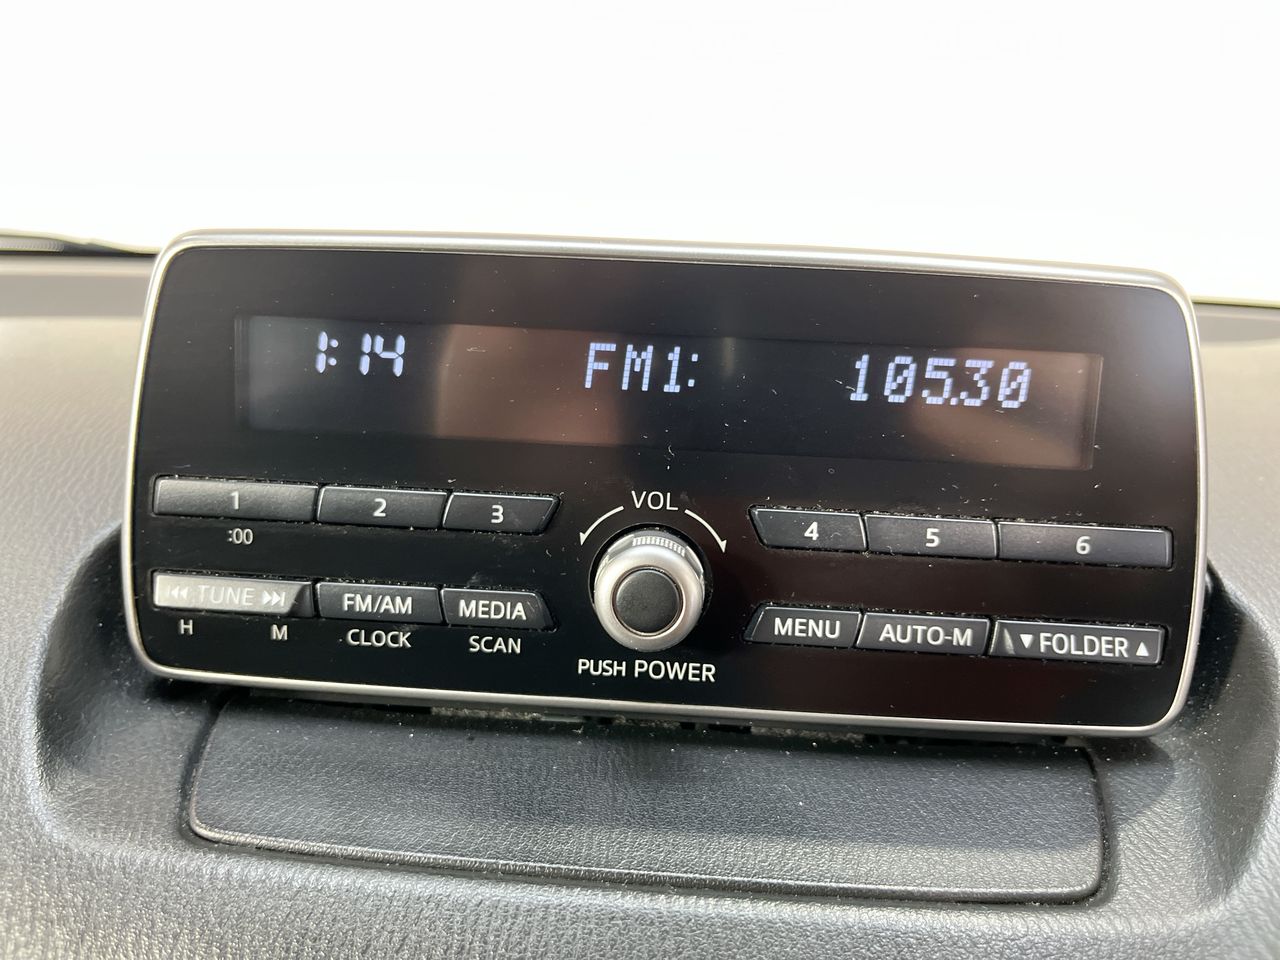 1:14 FM1: 105.30
VOL
1 2 3 4 5 6
:00
TUNE FM/AM MEDIA MENU AUTO-M ▼FOLDER▲
H M CLOCK SCAN
PUSH POWER